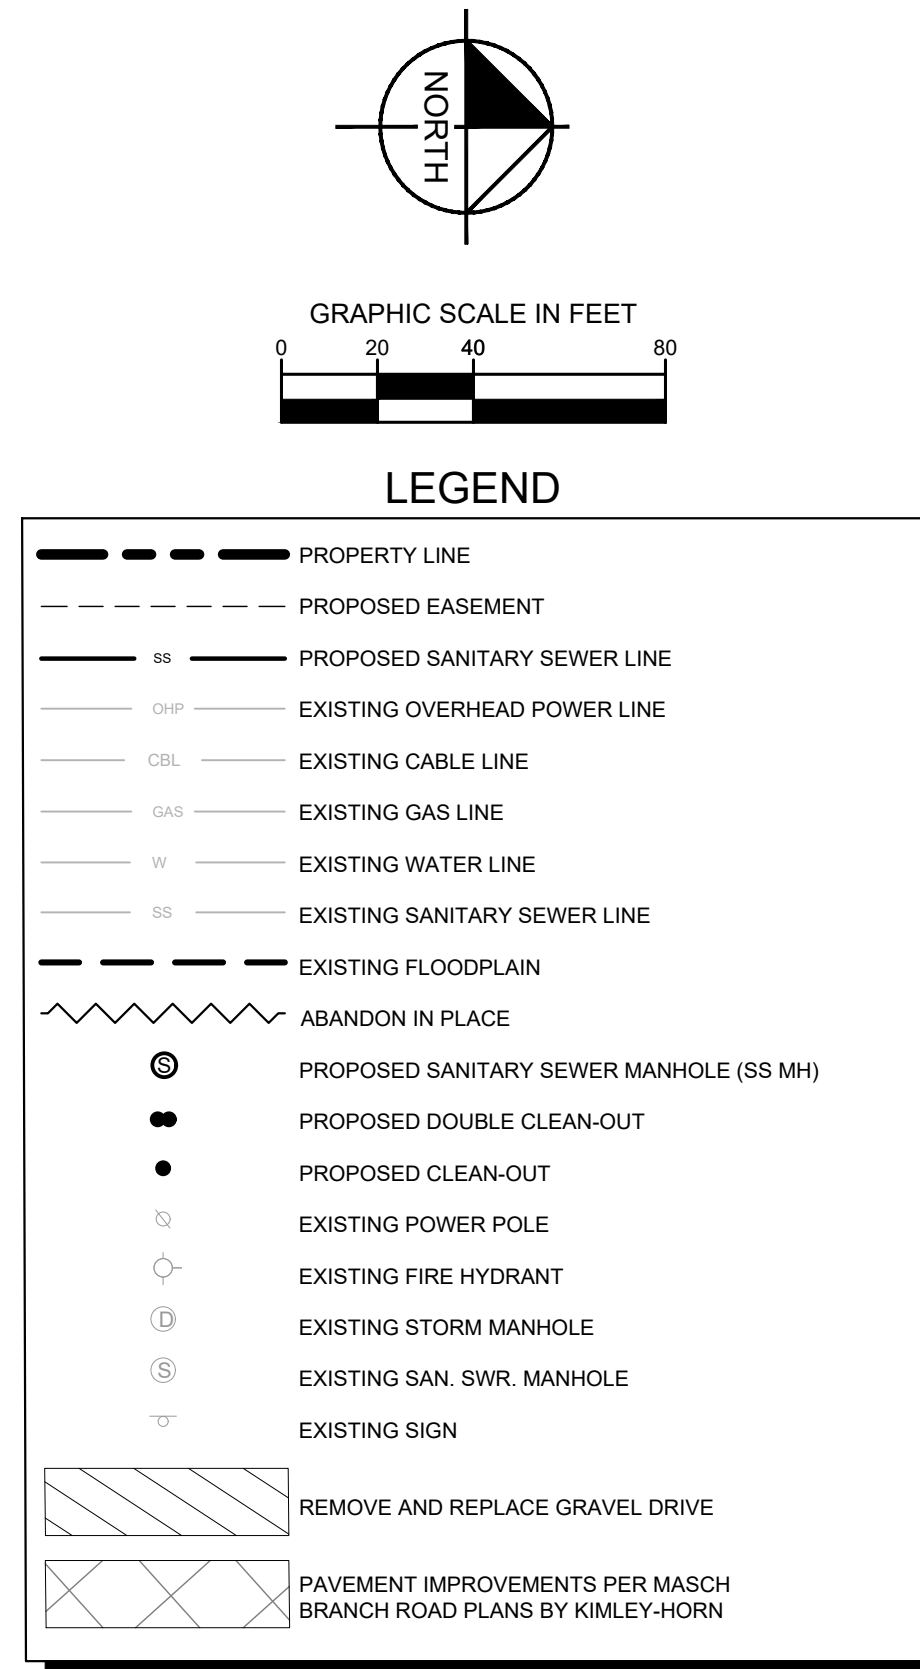 NORTH
GRAPHIC SCALE IN FEET
0 20 40 80
LEGEND
PROPERTY LINE
PROPOSED EASEMENT
SS PROPOSED SANITARY SEWER LINE
OHP EXISTING OVERHEAD POWER LINE
CBL EXISTING CABLE LINE
GAS EXISTING GAS LINE
W EXISTING WATER LINE
SS EXISTING SANITARY SEWER LINE
EXISTING FLOODPLAIN
ABANDON IN PLACE
S PROPOSED SANITARY SEWER MANHOLE (SS MH)
PROPOSED DOUBLE CLEAN-OUT
PROPOSED CLEAN-OUT
EXISTING POWER POLE
EXISTING FIRE HYDRANT
D EXISTING STORM MANHOLE
S EXISTING SAN. SWR. MANHOLE
EXISTING SIGN
REMOVE AND REPLACE GRAVEL DRIVE
PAVEMENT IMPROVEMENTS PER MASCH
BRANCH ROAD PLANS BY KIMLEY-HORN